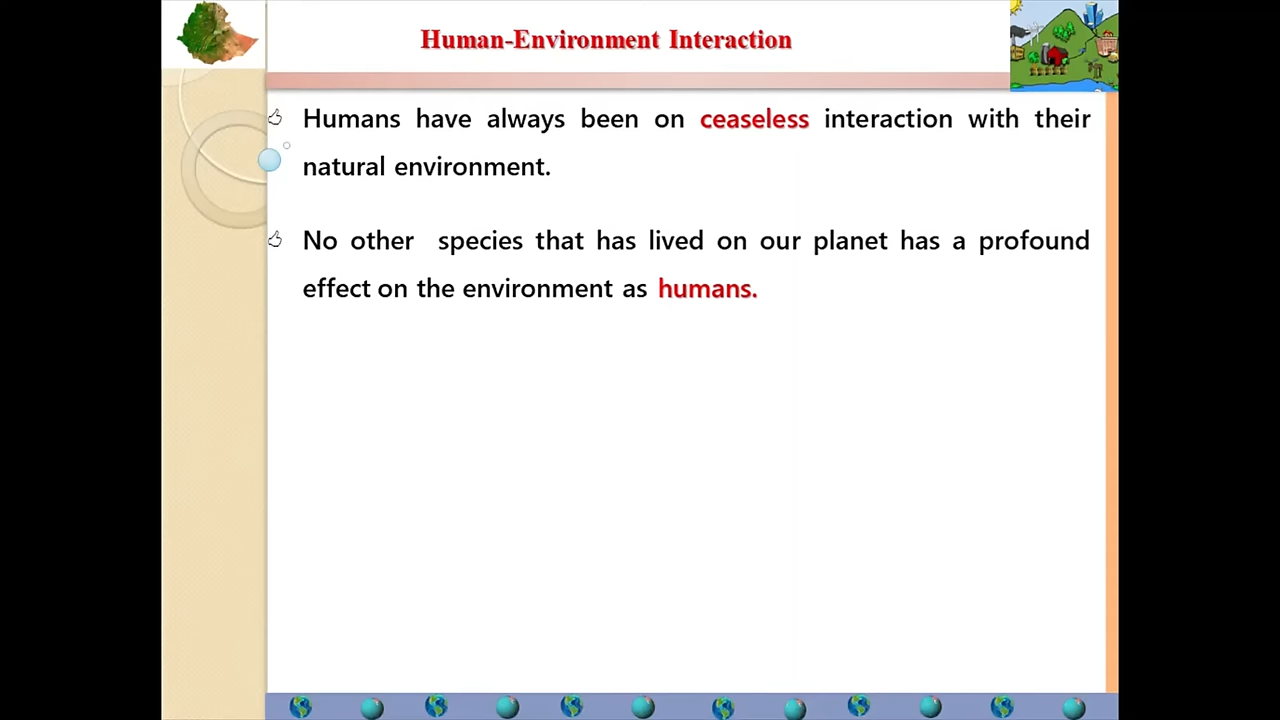 Human-Environment Interaction
Humans have always been on ceaseless interaction with their
natural environment.
No other species that has lived on our planet has a profound
effect on the environment as humans.